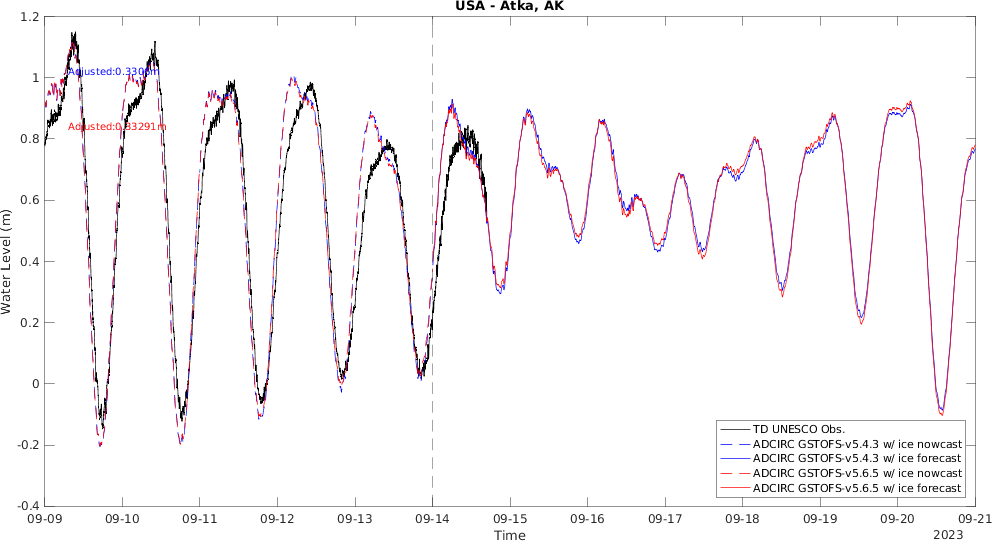 USA - Atka, AK
1.2
1
0.8
0.6
0.4
0.2
0
-0.2
-0.4
Water Level (m)
Adjusted:0.3306m
Adjusted:0.33291m
TD UNESCO Obs.
ADCIRC GSTOFS-v5.4.3 w/ ice nowcast
ADCIRC GSTOFS-v5.4.3 w/ ice forecast
ADCIRC GSTOFS-v5.6.5 w/ ice nowcast
ADCIRC GSTOFS-v5.6.5 w/ ice forecast
09-09 09-10 09-11 09-12 09-13 09-14 09-15 09-16 09-17 09-18 09-19 09-20 09-21
Time
2023